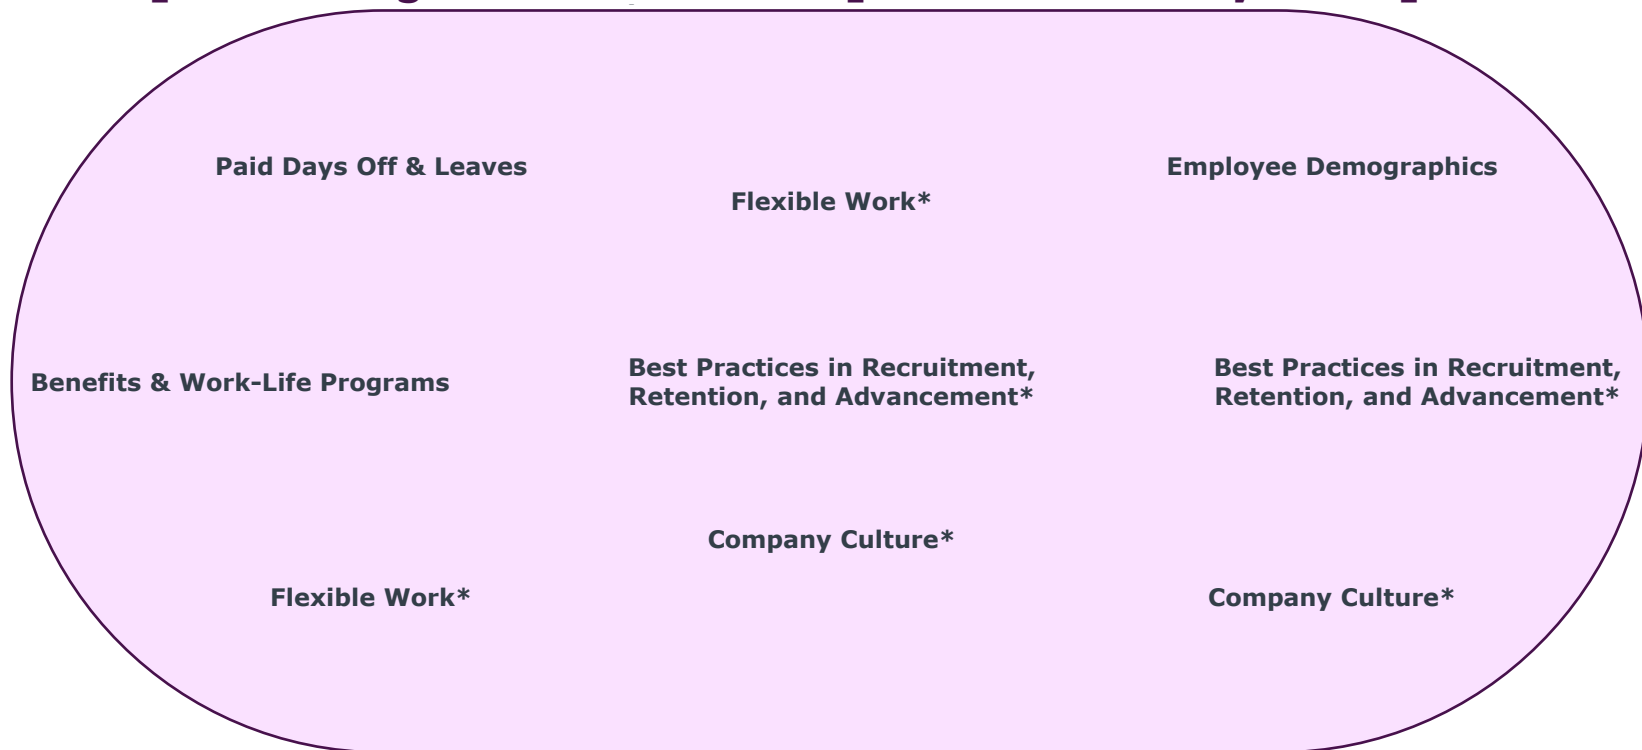 Paid Days Off & Leaves
Employee Demographics
Flexible Work*
Benefits & Work-Life Programs
Best Practices in Recruitment,
Retention, and Advancement*
Best Practices in Recruitment,
Retention, and Advancement*
Company Culture*
Flexible Work*
Company Culture*